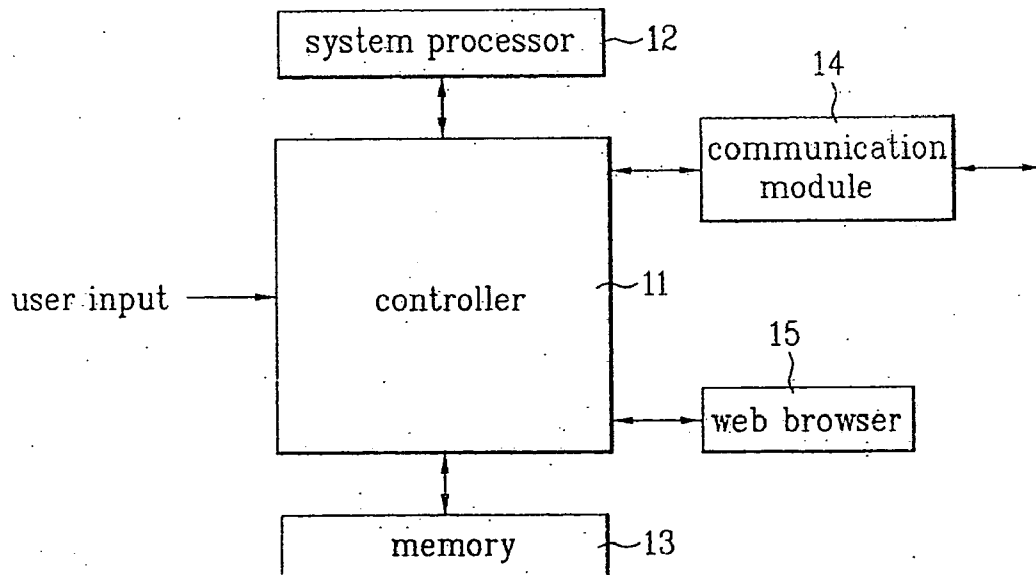 system processor
12
14
communication
module
user input
controller
11
15
web browser
memory
13